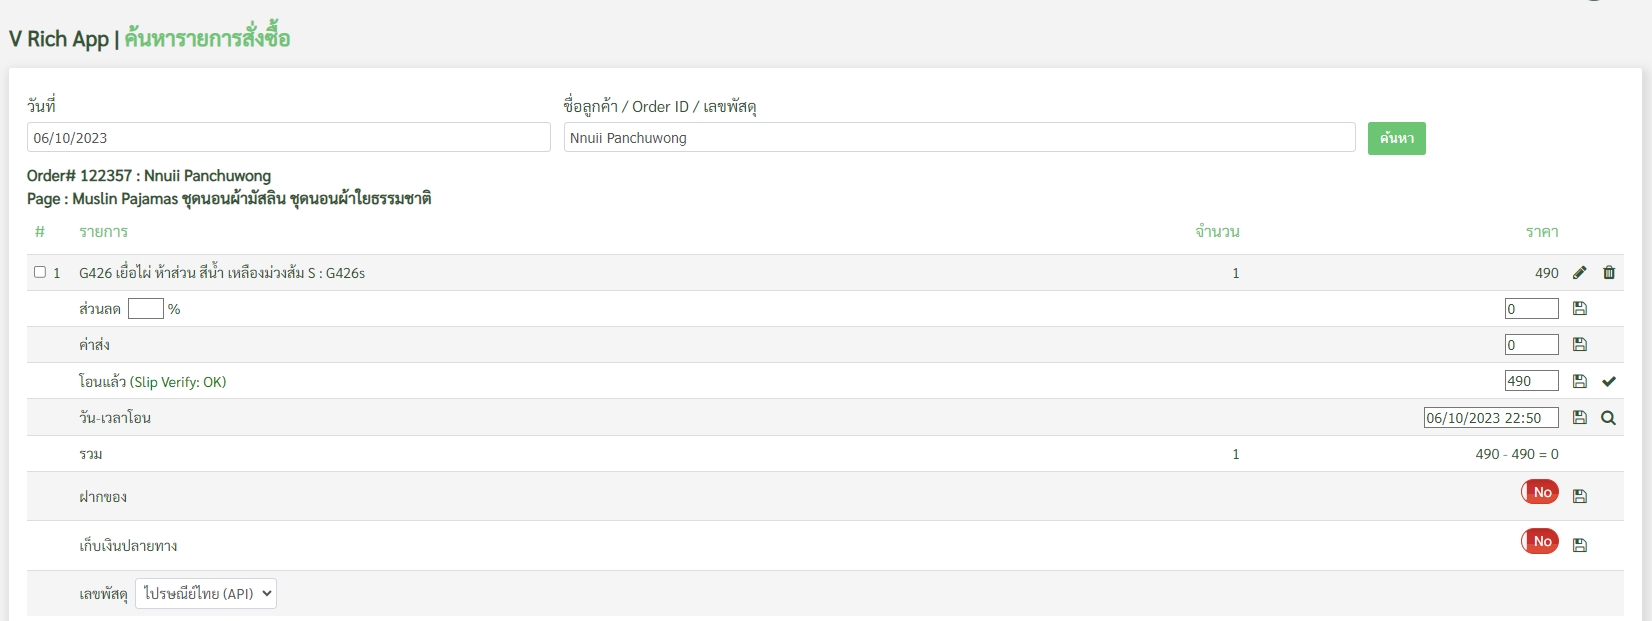 V Rich App | ค้นหารายการสั่งซื้อ
วันที่ ชื่อลูกค้า / Order ID / เลขพัสดุ
06/10/2023 Nnuii Panchuwong ค้นหา
Order# 122357 : Nnuii Panchuwong
Page : Muslin Pajamas ชุดนอนผ้ามัสลิน ชุดนอนผ้าใยธรรมชาติ
# รายการ จำนวน ราคา
1 G426 เยื่อไผ่ ห้าส่วน สีน้ำ เหลืองม่วงส้ม S : G426s 1 490
ส่วนลด % 0
ค่าส่ง 0
โอนแล้ว (Slip Verify: OK) 490
วัน-เวลาโอน 06/10/2023 22:50
รวม 1 490 - 490 = 0
ฝากของ No
เก็บเงินปลายทาง No
เลขพัสดุ ไปรษณีย์ไทย (API)